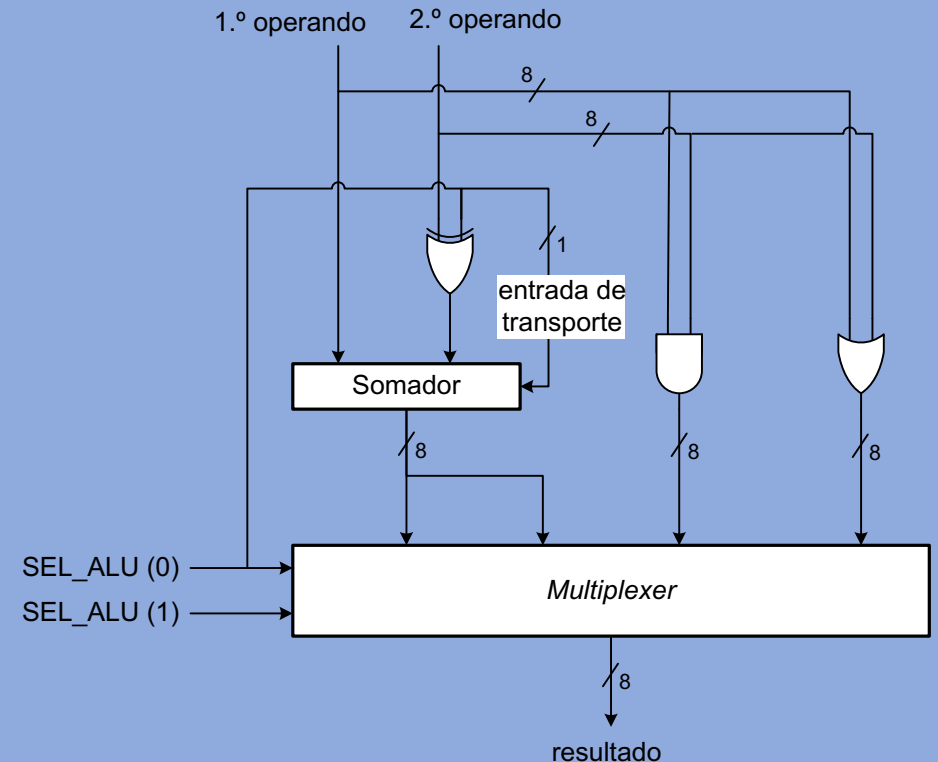 1.º operando
2.º operando
8
8
1
entrada de
transporte
Somador
8
8
8
SEL_ALU (0)
SEL_ALU (1)
Multiplexer
8
resultado